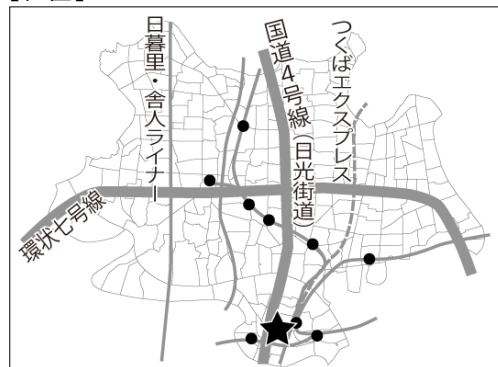 日暮里・舎人ライナー
国道4号線（日光街道）
つくばエクスプレス
環状七号線